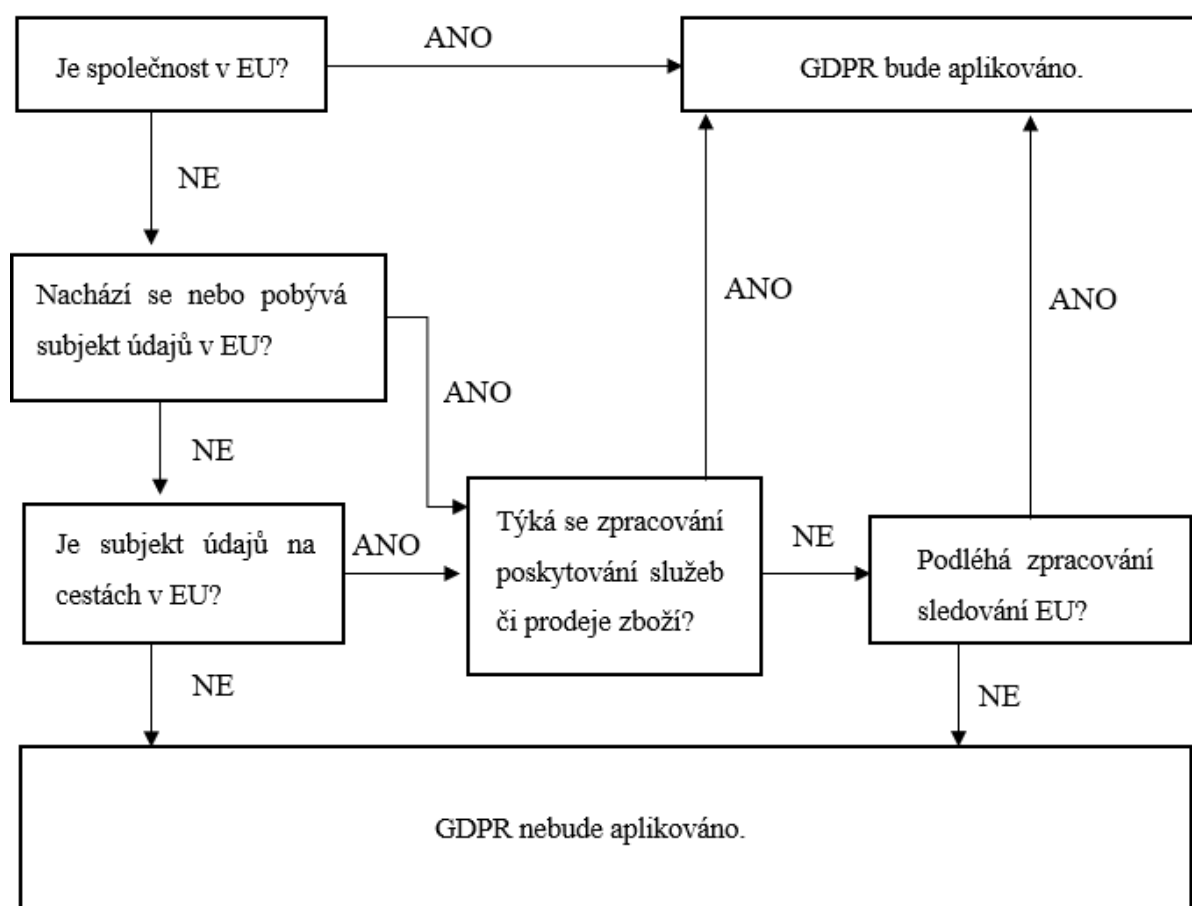 Je společnost v EU?
ANO
GDPR bude aplikováno.
NE
Nachází se nebo pobývá
subjekt údajů v EU?
ANO
ANO
ANO
NE
Je subjekt údajů na
cestách v EU?
ANO
Týká se zpracování
poskytování služeb
či prodeje zboží?
NE
Podléhá zpracování
sledování EU?
NE
NE
GDPR nebude aplikováno.